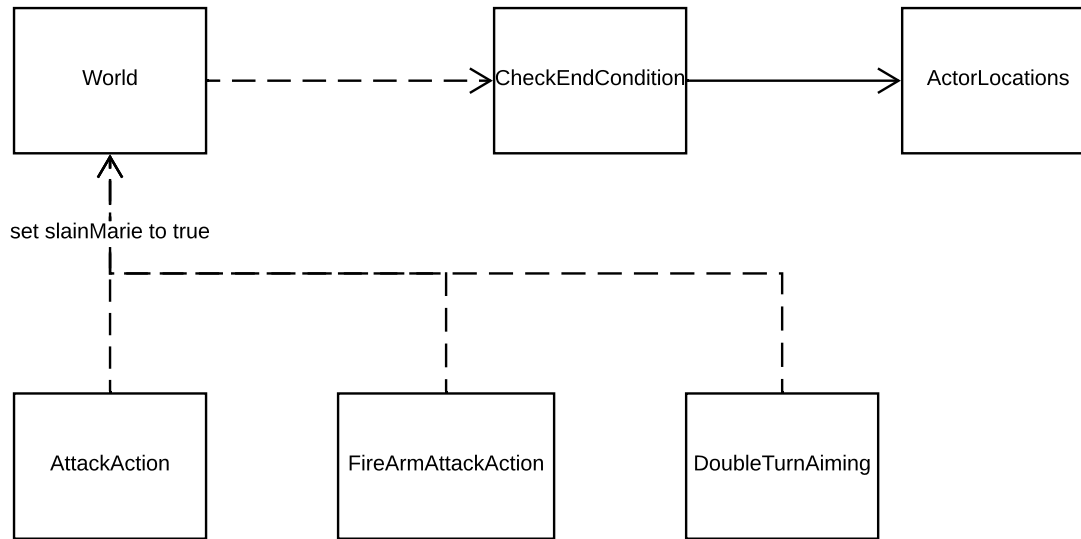 World
CheckEndCondition
ActorLocations
set slainMarie to true
AttackAction
FireArmAttackAction
DoubleTurnAiming